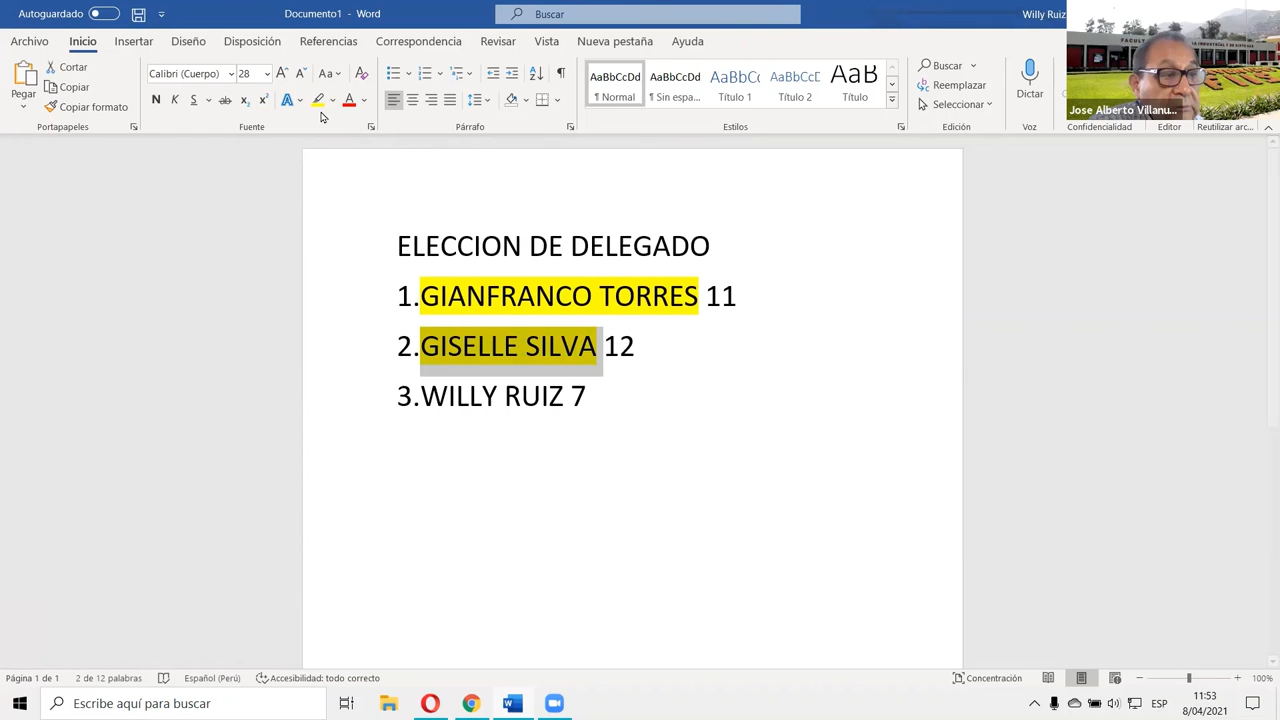 Autoguardado
Documento1 - Word
Buscar
Willy Ruiz
Archivo
Inicio
Insertar
Diseño
Disposición
Referencias
Correspondencia
Revisar
Vista
Nueva pestaña
Ayuda
Pegar
Cortar
Copiar
Copiar formato
Portapapeles
Calibri (Cuerpo)
28
Fuente
Párrafo
AaBbCcDd
¶ Normal
AaBbCcDd
¶ Sin espa...
AaBbCc
Título 1
AaBbCcD
Título 2
AaB
Título
Estilos
Buscar
Reemplazar
Seleccionar
Edición
Dictar
Voz
Jose Alberto Villanu...
Confidencialidad
Editor
Reutilizar arc...
ELECCION DE DELEGADO
1.GIANFRANCO TORRES 11
2.GISELLE SILVA 12
3.WILLY RUIZ 7
Página 1 de 1
2 de 12 palabras
Español (Perú)
Accesibilidad: todo correcto
Concentración
100%
Escribe aquí para buscar
ESP
11:53
8/04/2021